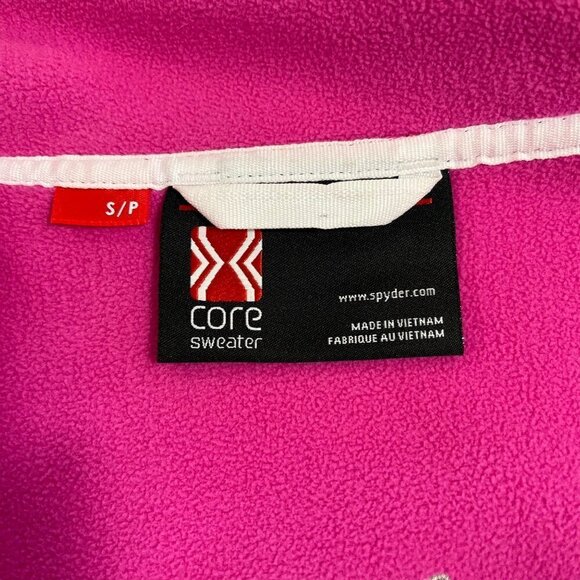 S/P
www.spyder.com
core
sweater
MADE IN VIETNAM
FABRIQUE AU VIETNAM